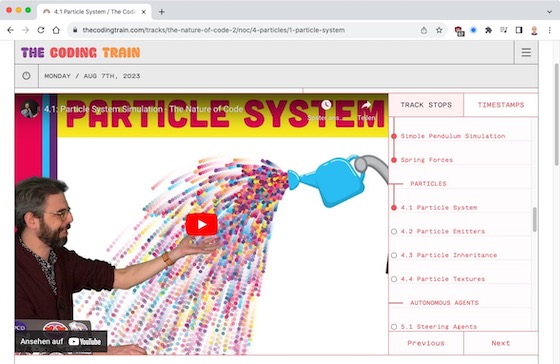 4.1 Particle System / The Codin
thecodingtrain.com/tracks/the-nature-of-code-2/noc/4-particles/1-particle-system
THE CODING TRAIN
MONDAY / AUG 7TH, 2023
4.1: Particle System Simulation - The Nature of Code
PARTICLE SYSTEM
Später ans...
Teilen
Ansehen auf YouTube
TRACK STOPS
TIMESTAMPS
Simple Pendulum Simulation
Spring Forces
PARTICLES
4.1 Particle System
4.2 Particle Emitters
4.3 Particle Inheritance
4.4 Particle Textures
AUTONOMOUS AGENTS
5.1 Steering Agents
Previous
Next